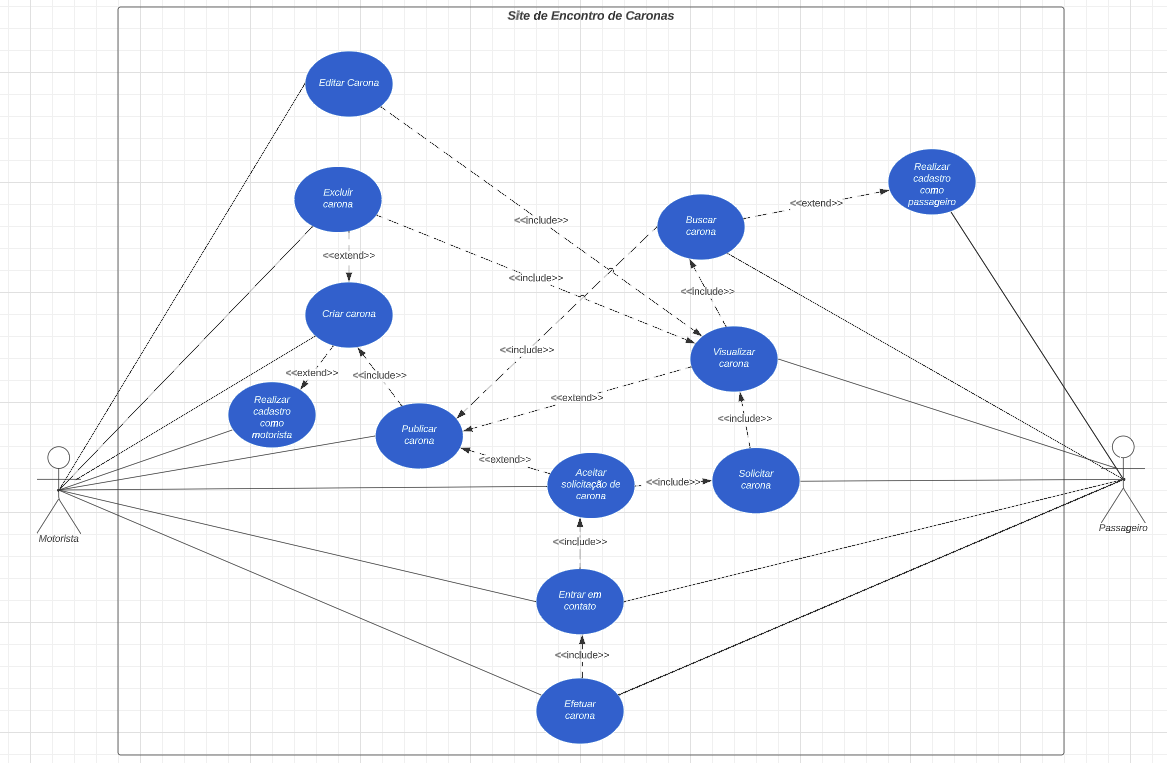 Site de Encontro de Caronas
Editar Carona
Realizar
cadastro
como
passageiro
Excluir
carona
<<extend>>
Buscar
carona
<<include>>
<<extend>>
<<include>>
<<include>>
Criar carona
<<include>>
Visualizar
carona
<<extend>>
<<include>>
<<extend>>
Realizar
cadastro
como
motorista
Publicar
carona
<<include>>
<<extend>>
Aceitar
solicitação de
carona
<<include>>
Solicitar
carona
Motorista
Passageiro
<<include>>
Entrar em
contato
<<include>>
Efetuar
carona